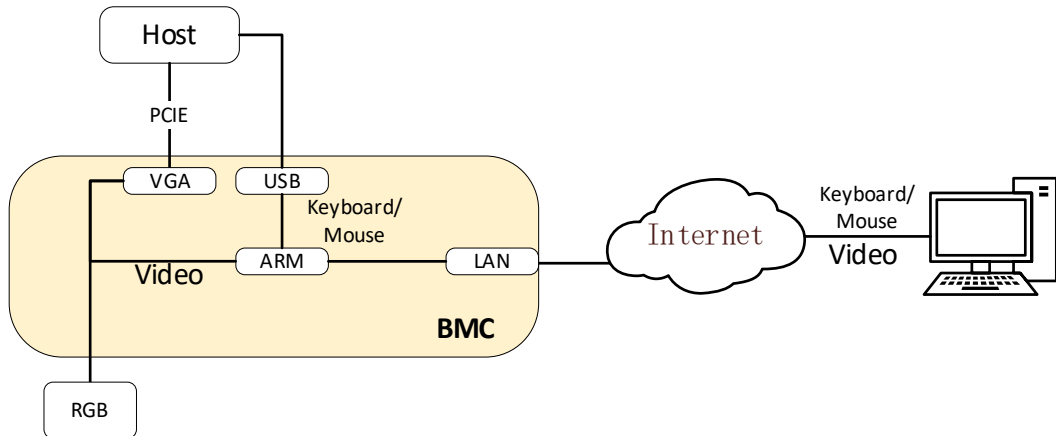 Host
PCIE
VGA
USB
Keyboard/
Mouse
Video
ARM
LAN
BMC
RGB
Internet
Keyboard/
Mouse
Video